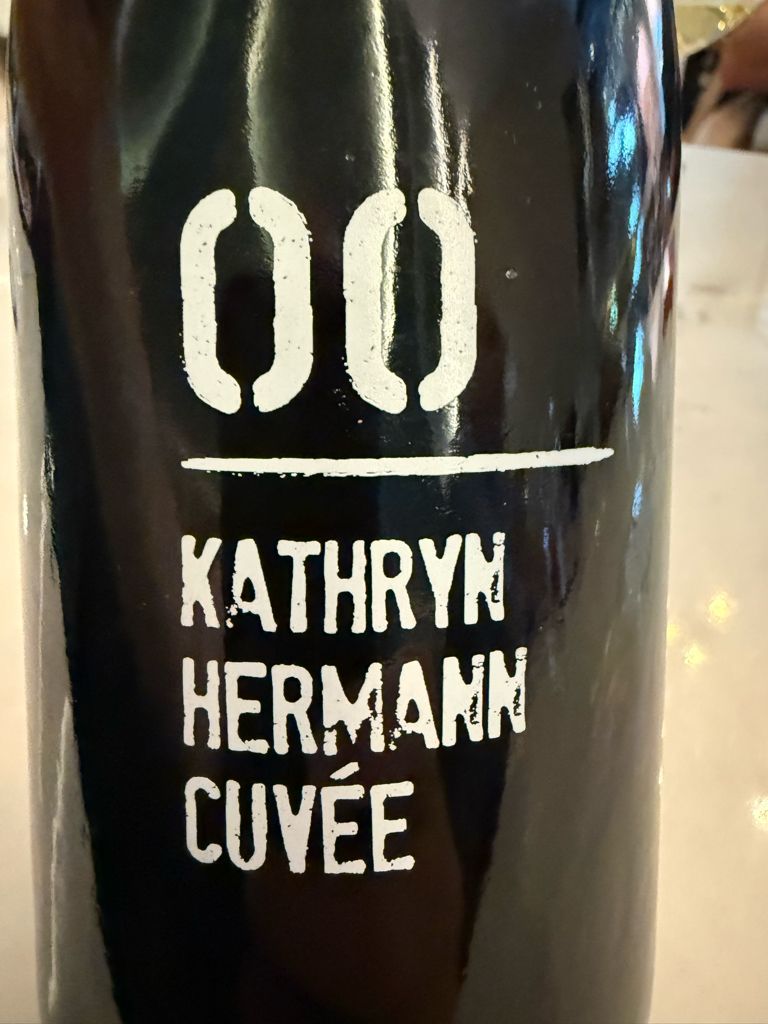 00
KATHRYN
HERMANN
CUVÉE